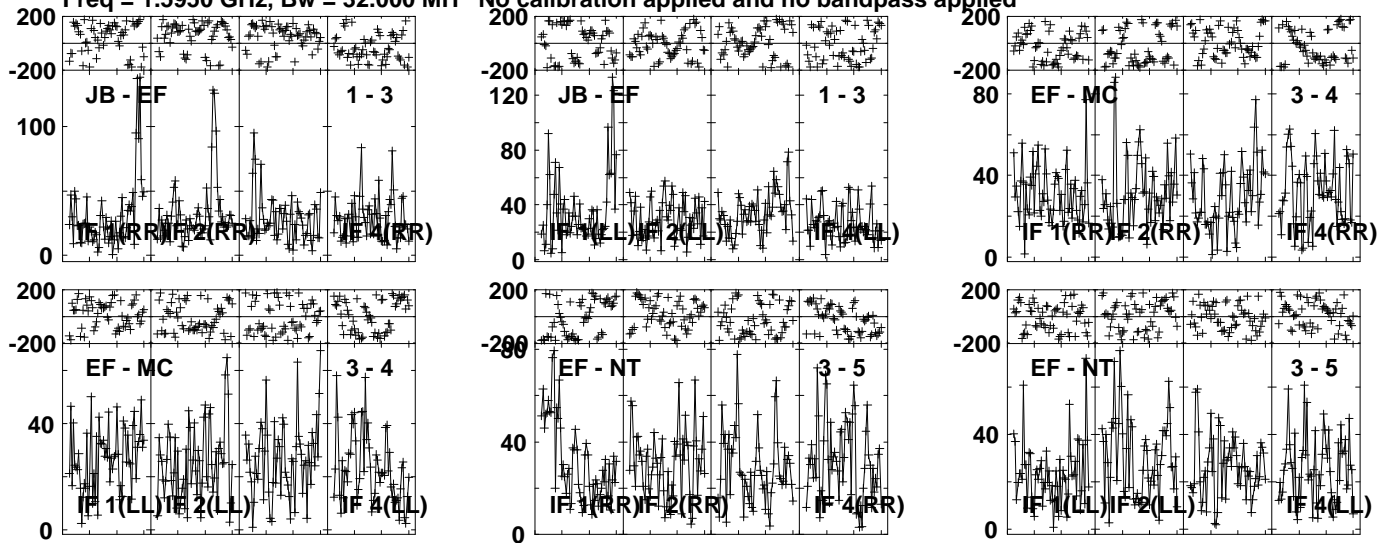 Freq = 1.5950 GHz, Bw = 32.000 MH No calibration applied and no bandpass applied
200
-200
JB - EF
1 - 3
100
0
IF 1(RR)
IF 2(RR)
IF 4(RR)
200
-200
JB - EF
1 - 3
120
80
40
0
IF 1(LL)
IF 2(LL)
IF 4(LL)
200
-200
EF - MC
3 - 4
80
40
0
IF 1(RR)
IF 2(RR)
IF 4(RR)
200
-200
EF - MC
3 - 4
40
0
IF 1(LL)
IF 2(LL)
IF 4(LL)
200
-200
80
EF - NT
3 - 5
40
0
IF 1(RR)
IF 2(RR)
IF 4(RR)
200
-200
EF - NT
3 - 5
40
0
IF 1(LL)
IF 2(LL)
IF 4(LL)